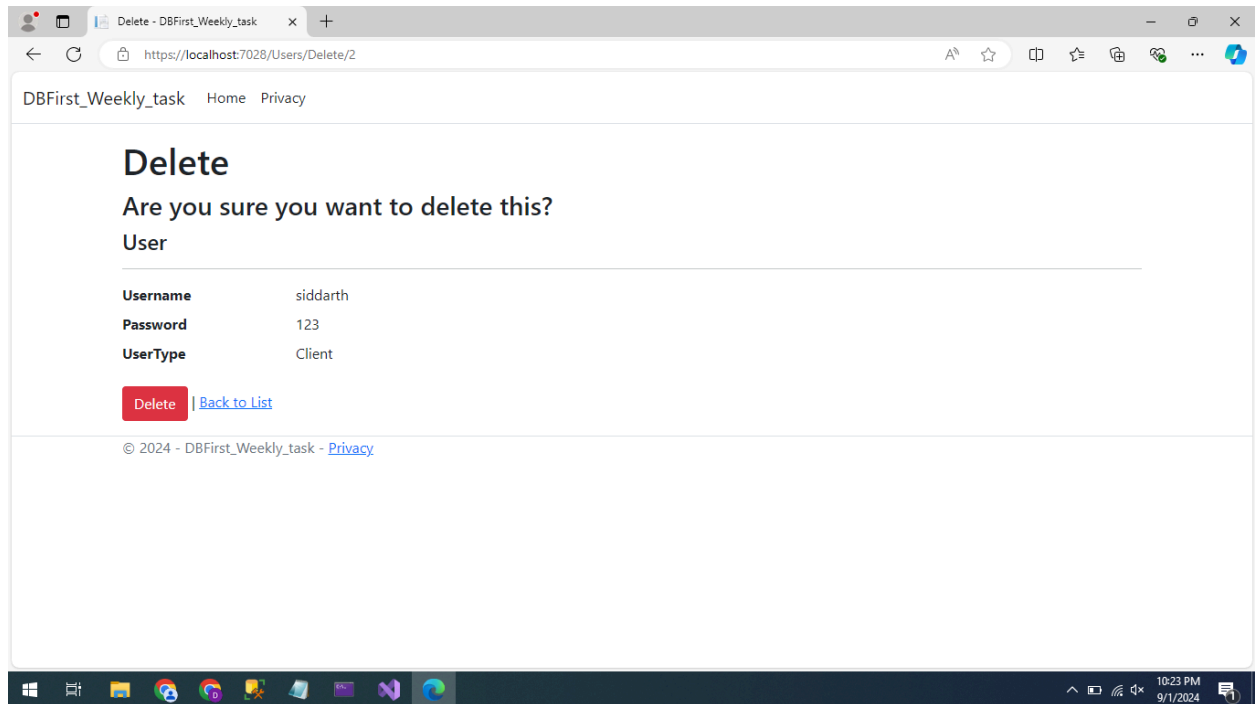 Delete - DBFirst_Weekly_task
https://localhost:7028/Users/Delete/2
DBFirst_Weekly_task Home Privacy
Delete
Are you sure you want to delete this?
User
Username siddarth
Password 123
UserType Client
Delete | Back to List
© 2024 - DBFirst_Weekly_task - Privacy
10:23 PM
9/1/2024